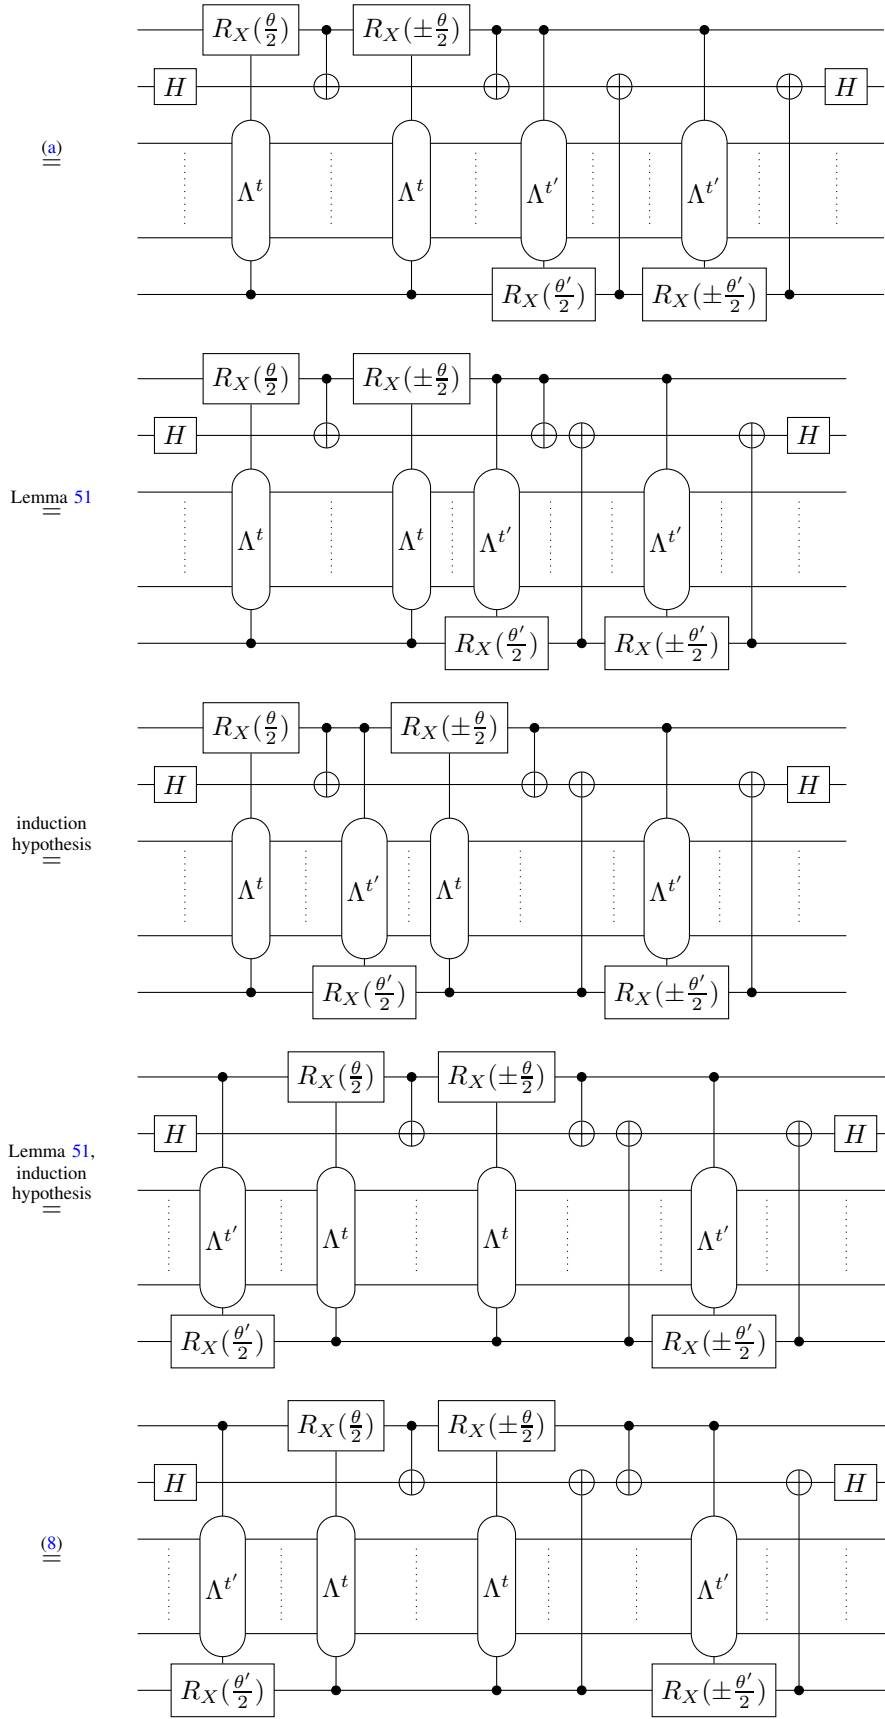 R_X(θ/2) R_X(±θ/2)
H H
(a)
=
Λ^t Λ^t Λ^{t'} Λ^{t'}
R_X(θ'/2) R_X(±θ'/2)
R_X(θ/2) R_X(±θ/2)
H H
Lemma 51
=
Λ^t Λ^t Λ^{t'} Λ^{t'}
R_X(θ'/2) R_X(±θ'/2)
R_X(θ/2) R_X(±θ/2)
H H
induction
hypothesis
=
Λ^t Λ^{t'} Λ^t Λ^{t'}
R_X(θ'/2) R_X(±θ'/2)
R_X(θ/2) R_X(±θ/2)
H H
Lemma 51,
induction
hypothesis
=
Λ^{t'} Λ^t Λ^t Λ^{t'}
R_X(θ'/2) R_X(±θ'/2)
R_X(θ/2) R_X(±θ/2)
H H
(8)
=
Λ^{t'} Λ^t Λ^t Λ^{t'}
R_X(θ'/2) R_X(±θ'/2)